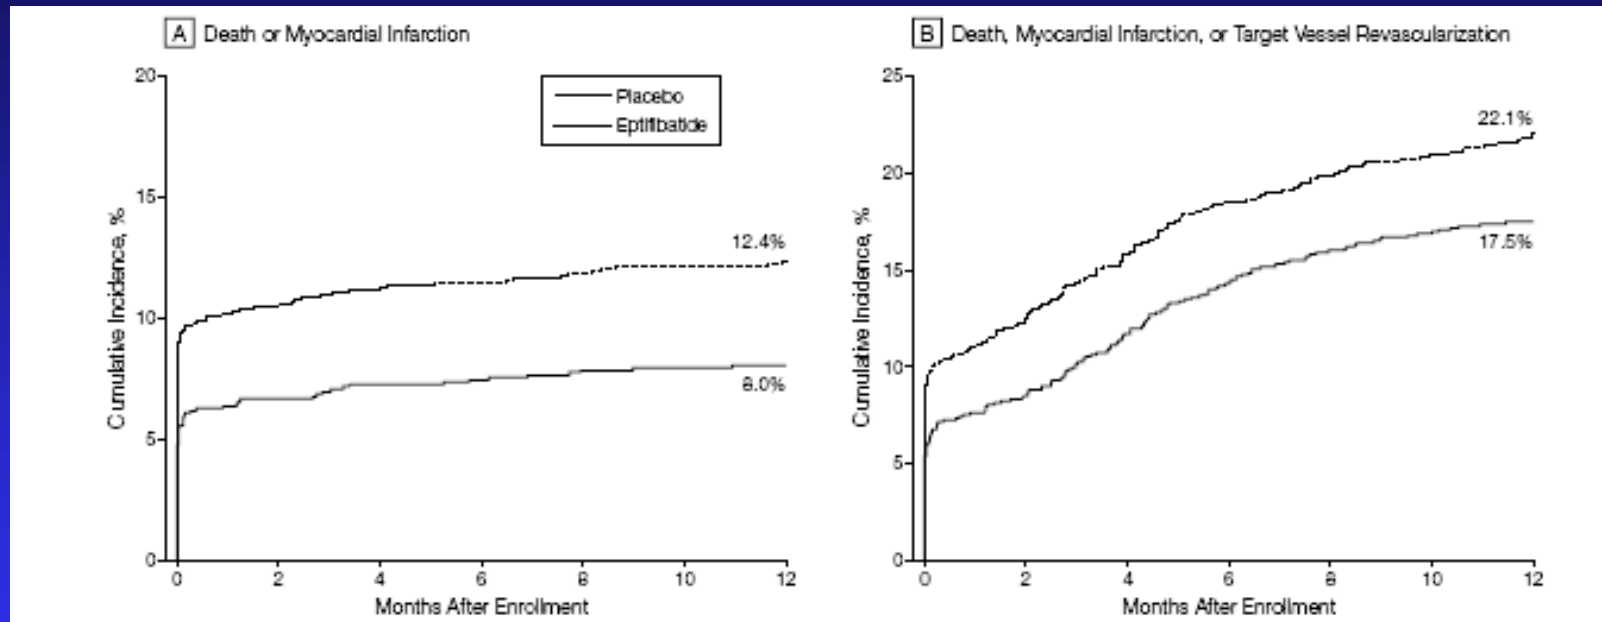 A Death or Myocardial Infarction
20
15
10
5
0
Cumulative Incidence, %
Placebo
Eptifibatide
12.4%
8.0%
0 2 4 6 8 10 12
Months After Enrollment
B Death, Myocardial Infarction, or Target Vessel Revascularization
25
20
15
10
5
0
Cumulative Incidence, %
22.1%
17.5%
0 2 4 6 8 10 12
Months After Enrollment